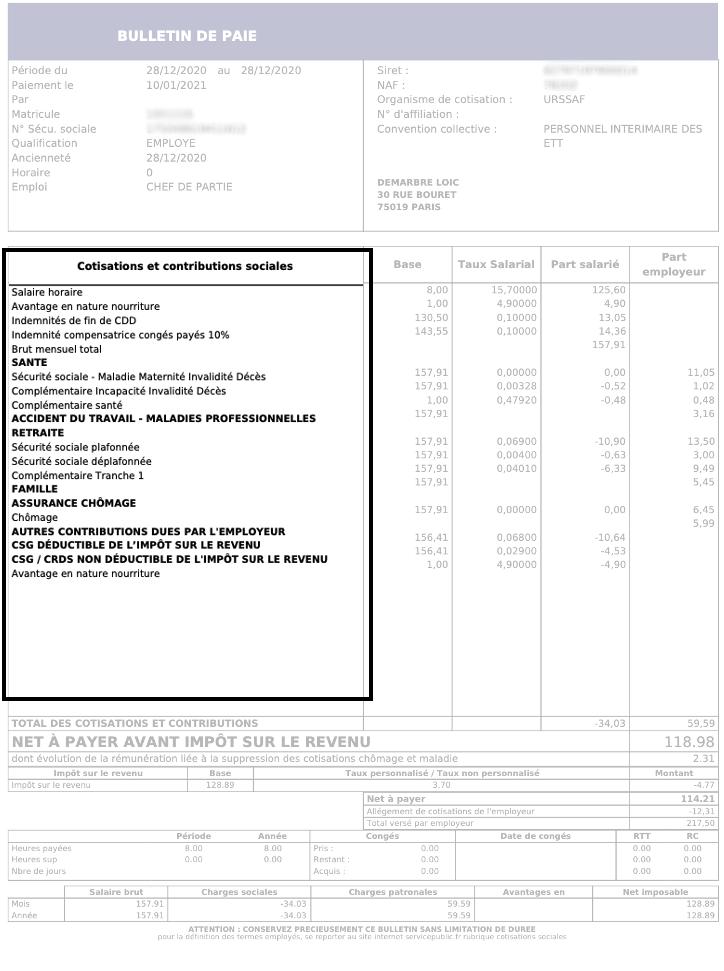 BULLETIN DE PAIE
Période du 28/12/2020 au 28/12/2020
Paiement le 10/01/2021
Par
Matricule
N° Sécu. sociale
Qualification EMPLOYE
Ancienneté 28/12/2020
Horaire 0
Emploi CHEF DE PARTIE
Siret :
NAF :
Organisme de cotisation : URSSAF
N° d'affiliation :
Convention collective : PERSONNEL INTERIMAIRE DES
ETT
DEMARBRE LOIC
30 RUE BOURET
75019 PARIS
Cotisations et contributions sociales Base Taux Salarial Part salarié Part employeur
Salaire horaire 8,00 15,70000 125,60
Avantage en nature nourriture 1,00 4,90000 4,90
Indemnités de fin de CDD 130,50 0,10000 13,05
Indemnité compensatrice congés payés 10% 143,55 0,10000 14,36
Brut mensuel total 157,91
SANTE
Sécurité sociale - Maladie Maternité Invalidité Décès 157,91 0,00000 0,00 11,05
Complémentaire Incapacité Invalidité Décès 157,91 0,00328 -0,52 1,02
Complémentaire santé 1,00 0,47920 -0,48 0,48
ACCIDENT DU TRAVAIL - MALADIES PROFESSIONNELLES 157,91 3,16
RETRAITE
Sécurité sociale plafonnée 157,91 0,06900 -10,90 13,50
Sécurité sociale déplafonnée 157,91 0,00400 -0,63 3,00
Complémentaire Tranche 1 157,91 0,04010 -6,33 9,49
FAMILLE 157,91 5,45
ASSURANCE CHÔMAGE
Chômage 157,91 0,00000 0,00 6,45
AUTRES CONTRIBUTIONS DUES PAR L'EMPLOYEUR 5,99
CSG DÉDUCTIBLE DE L’IMPÔT SUR LE REVENU 156,41 0,06800 -10,64
CSG / CRDS NON DÉDUCTIBLE DE L'IMPÔT SUR LE REVENU 156,41 0,02900 -4,53
Avantage en nature nourriture 1,00 4,90000 -4,90
TOTAL DES COTISATIONS ET CONTRIBUTIONS -34,03 59,59
NET À PAYER AVANT IMPÔT SUR LE REVENU 118.98
dont évolution de la rémunération liée à la suppression des cotisations chômage et maladie 2.31
Impôt sur le revenu Base Taux personnalisé / Taux non personnalisé Montant
Impôt sur le revenu 128.89 3.70 -4.77
Net à payer 114.21
Allégement de cotisations de l'employeur -12,31
Total versé par employeur 217,50
Période Année Congés Date de congés RTT RC
Heures payées 8.00 8.00 Pris : 0.00 0.00 0.00
Heures sup 0.00 0.00 Restant : 0.00 0.00 0.00
Nbre de jours Acquis : 0.00 0.00 0.00
Salaire brut Charges sociales Charges patronales Avantages en Net imposable
Mois 157.91 -34.03 59.59 128.89
Année 157.91 -34.03 59.59 128.89
ATTENTION : CONSERVEZ PRECIEUSEMENT CE BULLETIN SANS LIMITATION DE DUREE
pour la définition des termes employés, se reporter au site internet servicepublic.fr rubrique cotisations sociales